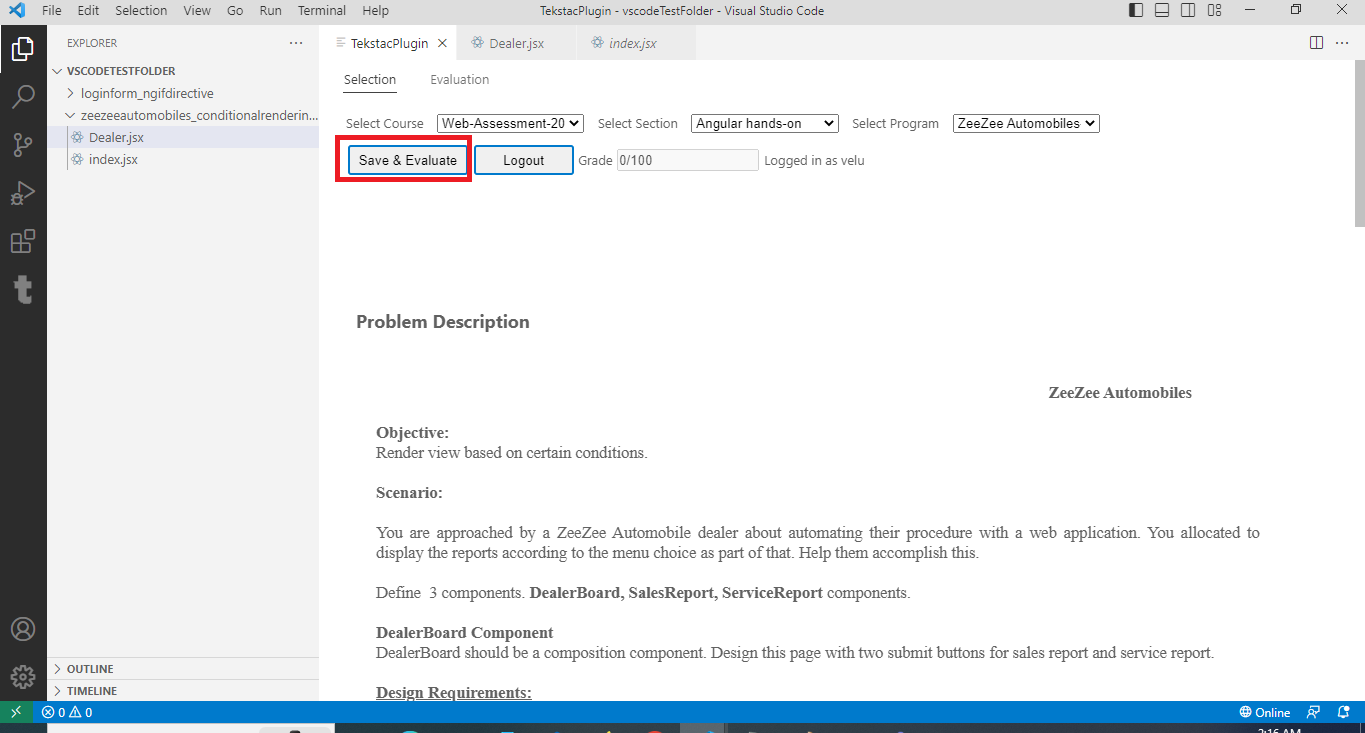 File Edit Selection View Go Run Terminal Help TekstacPlugin - vscodeTestFolder - Visual Studio Code
EXPLORER
TekstacPlugin Dealer.jsx index.jsx
VSCODETESTFOLDER
loginform_ngifdirective
zeezeeautomobiles_conditionalrenderin...
Dealer.jsx
index.jsx
OUTLINE
TIMELINE
Selection Evaluation
Select Course Web-Assessment-20 Select Section Angular hands-on Select Program ZeeZee Automobiles
Save & Evaluate Logout Grade 0/100 Logged in as velu
Problem Description
ZeeZee Automobiles
Objective:
Render view based on certain conditions.
Scenario:
You are approached by a ZeeZee Automobile dealer about automating their procedure with a web application. You allocated to
display the reports according to the menu choice as part of that. Help them accomplish this.
Define 3 components. DealerBoard, SalesReport, ServiceReport components.
DealerBoard Component
DealerBoard should be a composition component. Design this page with two submit buttons for sales report and service report.
Design Requirements:
0 0 Online